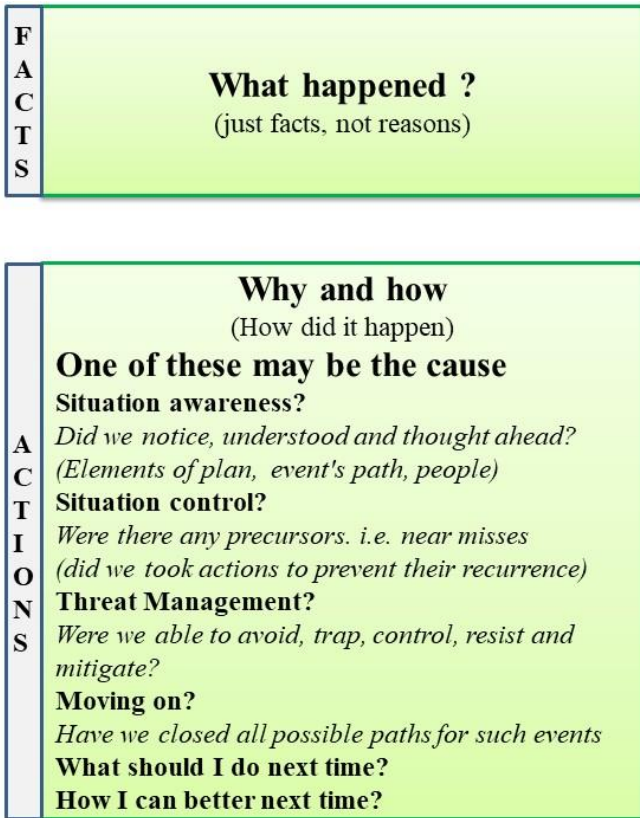 FACTS
What happened ?
(just facts, not reasons)
ACTIONS
Why and how
(How did it happen)
One of these may be the cause
Situation awareness?
Did we notice, understood and thought ahead?
(Elements of plan, event's path, people)
Situation control?
Were there any precursors. i.e. near misses
(did we took actions to prevent their recurrence)
Threat Management?
Were we able to avoid, trap, control, resist and
mitigate?
Moving on?
Have we closed all possible paths for such events
What should I do next time?
How I can better next time?